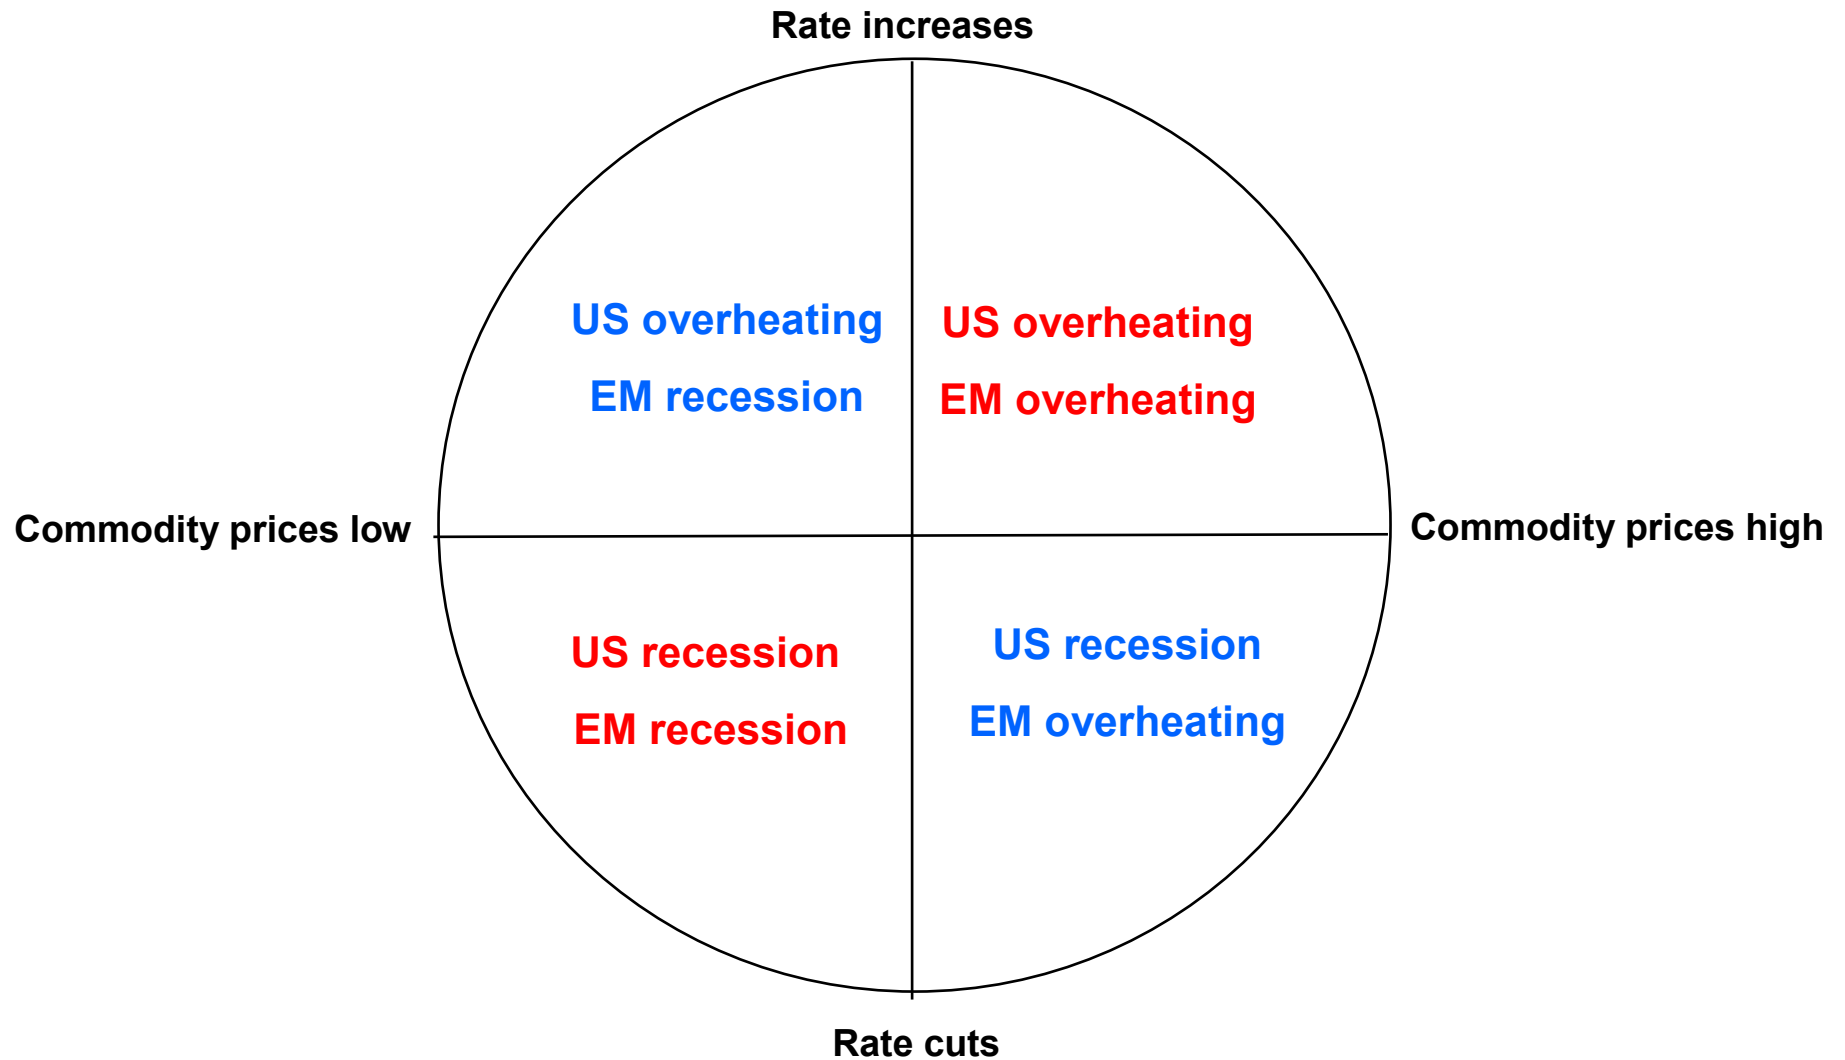 Rate increases
US overheating
EM recession
US overheating
EM overheating
Commodity prices low
Commodity prices high
US recession
EM recession
US recession
EM overheating
Rate cuts